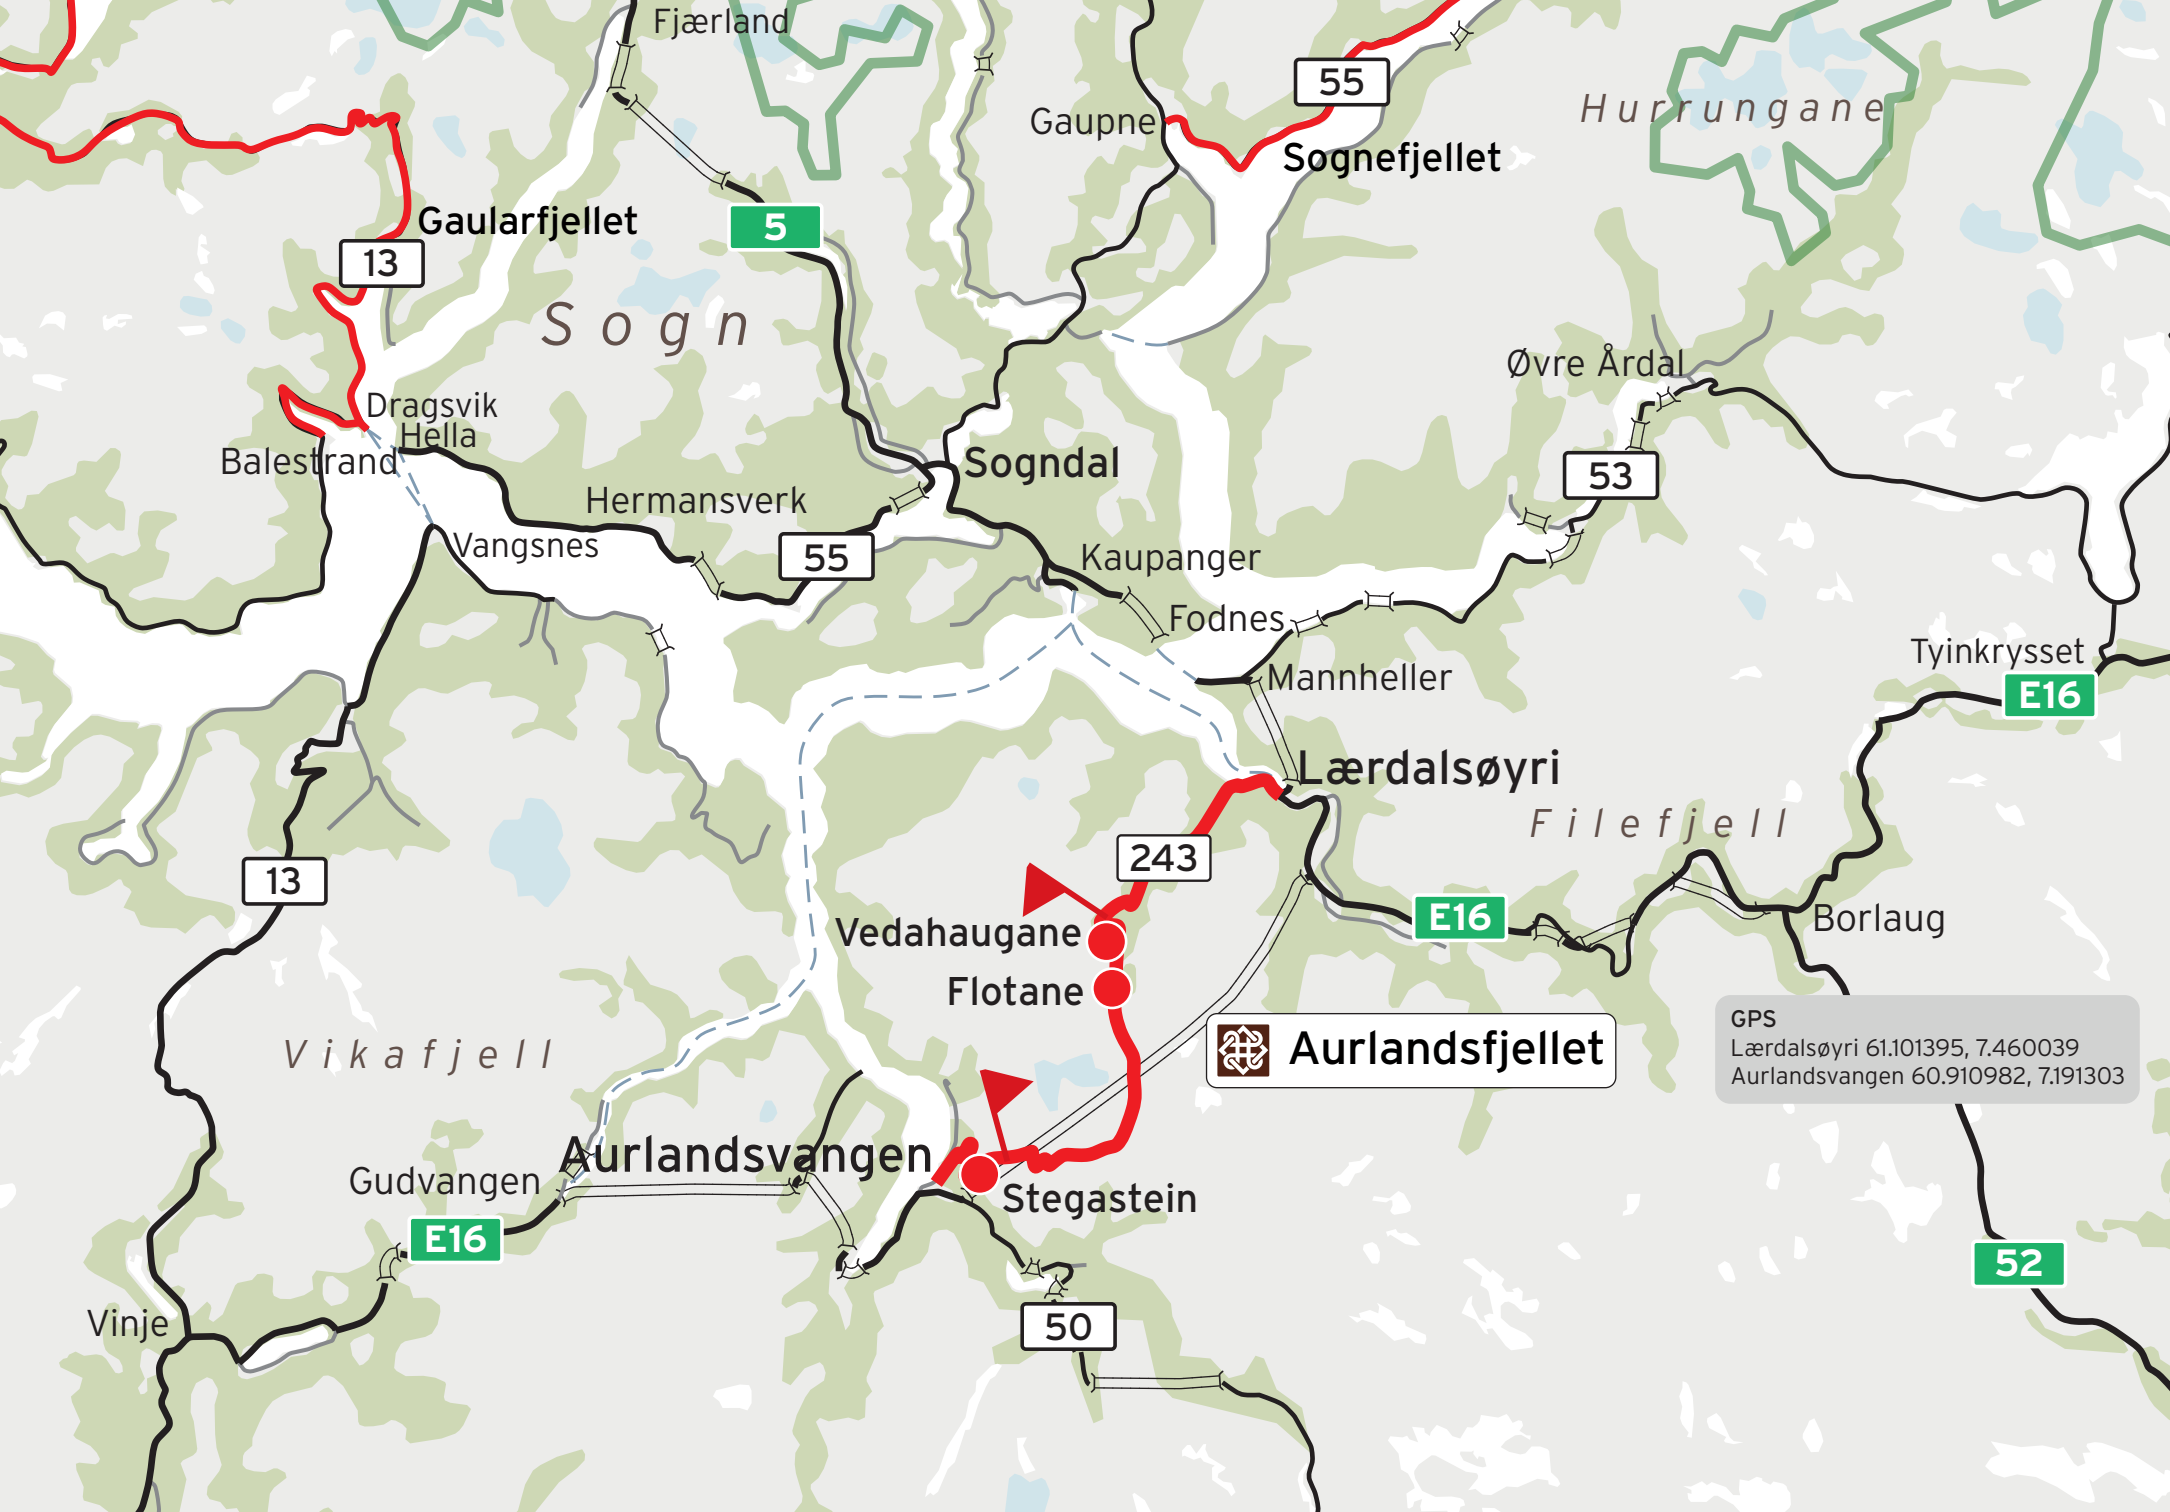 Fjærland
55
Hurrungane
Gaupne
Sognefjellet
Gaularfjellet
5
13
Sogn
Øvre Årdal
Dragsvik
Hella
Balestrand
Sogndal
53
Hermansverk
Vangsnes
55
Kaupanger
Fodnes
Tyinkrysset
Mannheller
E16
Lærdalsøyri
Filefjell
243
13
Vedahaugane
E16
Borlaug
Flotane
GPS
Lærdalsøyri 61.101395, 7.460039
Aurlandsvangen 60.910982, 7.191303
Aurlandsfjellet
Vikafjell
Aurlandsvangen
Gudvangen
Stegastein
E16
52
Vinje
50